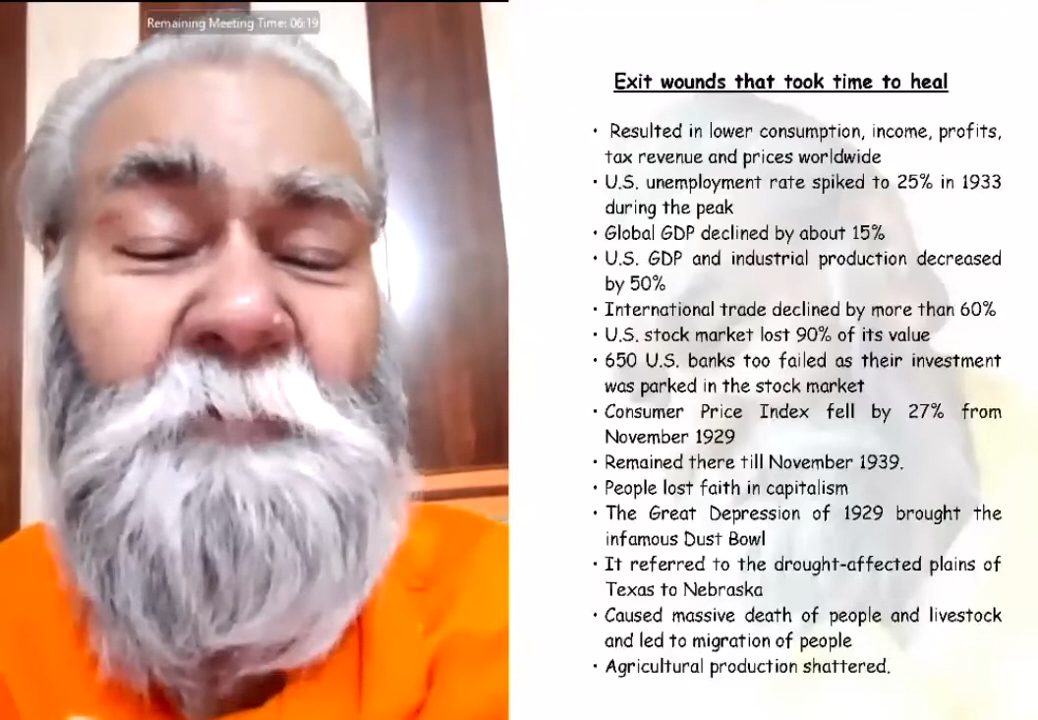 Remaining Meeting Time: 06:19
Exit wounds that took time to heal
• Resulted in lower consumption, income, profits,
tax revenue and prices worldwide
• U.S. unemployment rate spiked to 25% in 1933
during the peak
• Global GDP declined by about 15%
• U.S. GDP and industrial production decreased
by 50%
• International trade declined by more than 60%
• U.S. stock market lost 90% of its value
• 650 U.S. banks too failed as their investment
was parked in the stock market
• Consumer Price Index fell by 27% from
November 1929
• Remained there till November 1939.
• People lost faith in capitalism
• The Great Depression of 1929 brought the
infamous Dust Bowl
• It referred to the drought-affected plains of
Texas to Nebraska
• Caused massive death of people and livestock
and led to migration of people
• Agricultural production shattered.